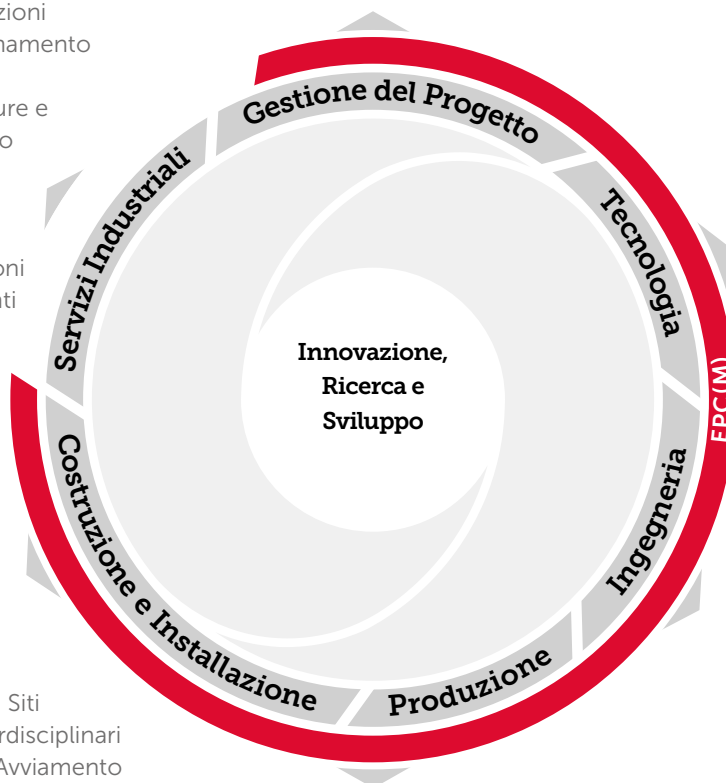 zioni
namento
ure e
o
oni
ti
Siti
rdisciplinari
Avviamento
Gestione del Progetto
Tecnologia
Ingegneria
Produzione
Costruzione e Installazione
Servizi Industriali
EPC(M)
Innovazione,
Ricerca e
Sviluppo